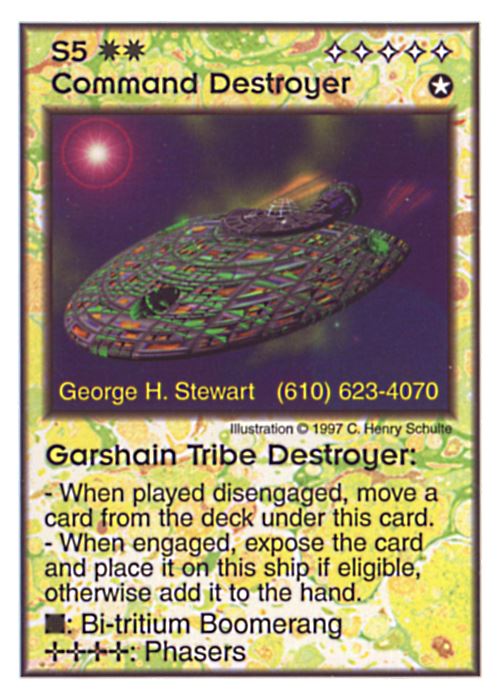 S5 ✷✷ ✧✧✧✧✧
Command Destroyer ✪
George H. Stewart (610) 623-4070
Illustration © 1997 C. Henry Schulte
Garshain Tribe Destroyer:
- When played disengaged, move a
card from the deck under this card.
- When engaged, expose the card
and place it on this ship if eligible,
otherwise add it to the hand.
■: Bi-tritium Boomerang
✢✢✢✢: Phasers